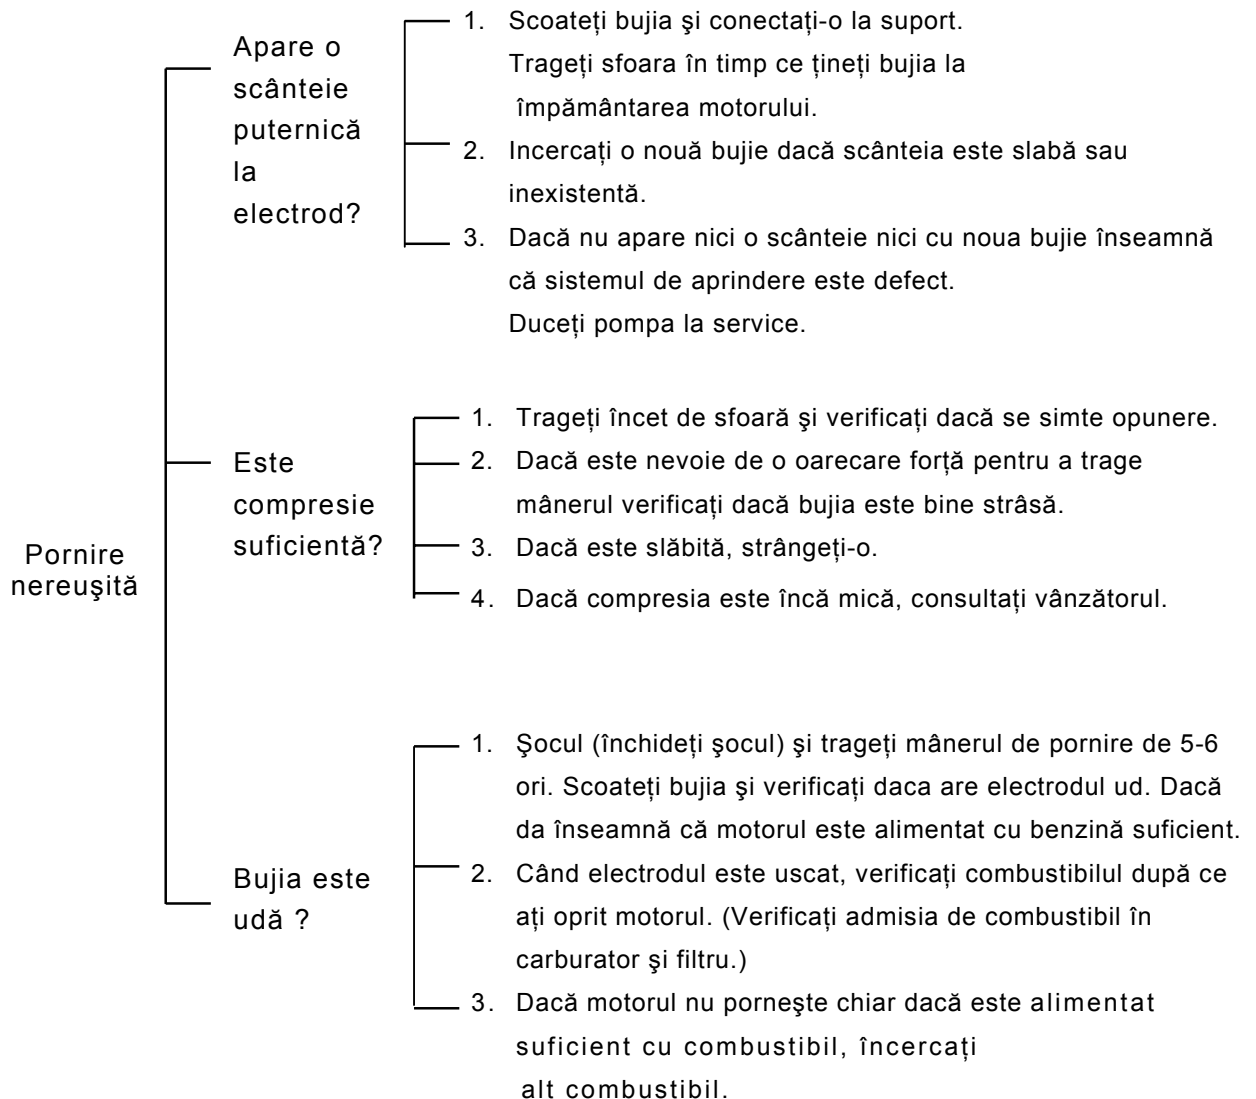 Pornire
nereuşită
Apare o
scânteie
puternică
la
electrod?
1. Scoateți bujia şi conectați-o la suport.
Trageți sfoara în timp ce țineți bujia la
împământarea motorului.
2. Incercați o nouă bujie dacă scânteia este slabă sau
inexistentă.
3. Dacă nu apare nici o scânteie nici cu noua bujie înseamnă
că sistemul de aprindere este defect.
Duceți pompa la service.
Este
compresie
suficientă?
1. Trageți încet de sfoară şi verificați dacă se simte opunere.
2. Dacă este nevoie de o oarecare forță pentru a trage
mânerul verificați dacă bujia este bine strâsă.
3. Dacă este slăbită, strângeți-o.
4. Dacă compresia este încă mică, consultați vânzătorul.
Bujia este
udă ?
1. Şocul (închideți şocul) şi trageți mânerul de pornire de 5-6
ori. Scoateți bujia şi verificați daca are electrodul ud. Dacă
da înseamnă că motorul este alimentat cu benzină suficient.
2. Când electrodul este uscat, verificați combustibilul după ce
ați oprit motorul. (Verificați admisia de combustibil în
carburator şi filtru.)
3. Dacă motorul nu porneşte chiar dacă este alimentat
suficient cu combustibil, încercați
alt combustibil.